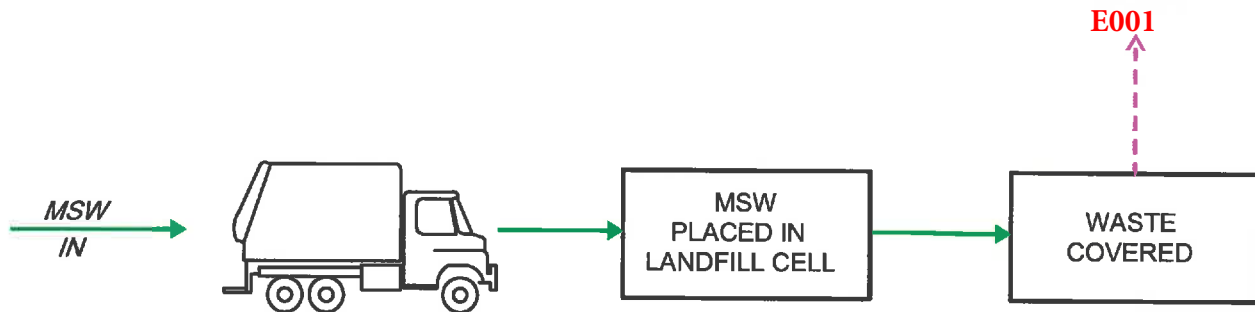 E001
MSW
IN
MSW
PLACED IN
LANDFILL CELL
WASTE
COVERED